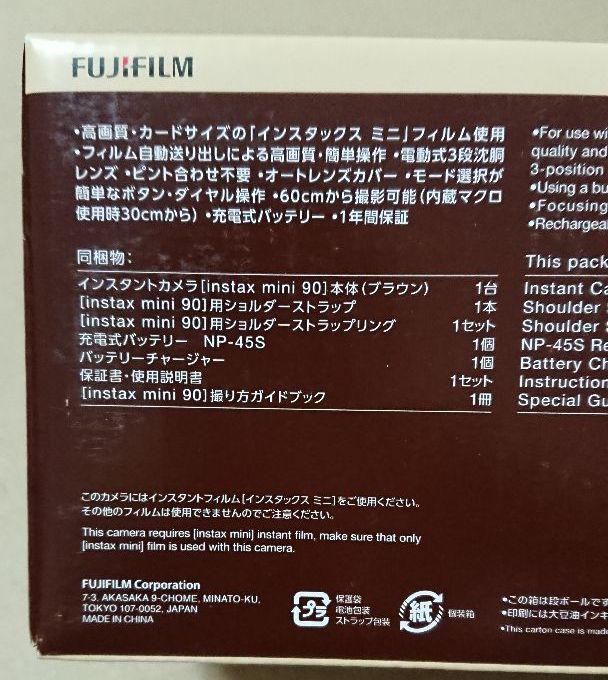 FUJIFILM
•高画質・カードサイズの「インスタックス ミニ」フィルム使用
•フィルム自動送り出しによる高画質・簡単操作 •電動式3段沈胴
レンズ •ピント合わせ不要 •オートレンズカバー •モード選択が
簡単なボタン・ダイヤル操作 •60cmから撮影可能(内蔵マクロ
使用時30cmから) •充電式バッテリー •1年間保証
•For use wi
quality and
3-position
•Using a bu
•Focusing
•Rechargeal
同梱物:
インスタントカメラ[instax mini 90]本体(ブラウン) 1台
[instax mini 90]用ショルダーストラップ 1本
[instax mini 90]用ショルダーストラップリング 1セット
充電式バッテリー NP-45S 1個
バッテリーチャージャー 1個
保証書・使用説明書 1セット
[instax mini 90]撮り方ガイドブック 1冊
This pack
Instant Ca
Shoulder S
Shoulder S
NP-45S Re
Battery Ch
Instruction
Special Gu
このカメラにはインスタントフィルム[インスタックス ミニ]をご使用ください。
その他のフィルムは使用できませんのでご注意ください。
This camera requires [instax mini] instant film, make sure that only
[instax mini] film is used with this camera.
FUJIFILM Corporation
7-3, AKASAKA 9-CHOME, MINATO-KU,
TOKYO 107-0052, JAPAN
MADE IN CHINA
プラ
保護袋
電池包装
ストラップ包装
紙
個装箱
•この箱は段ボールです
•印刷には大豆油インキ
•This carton case is made